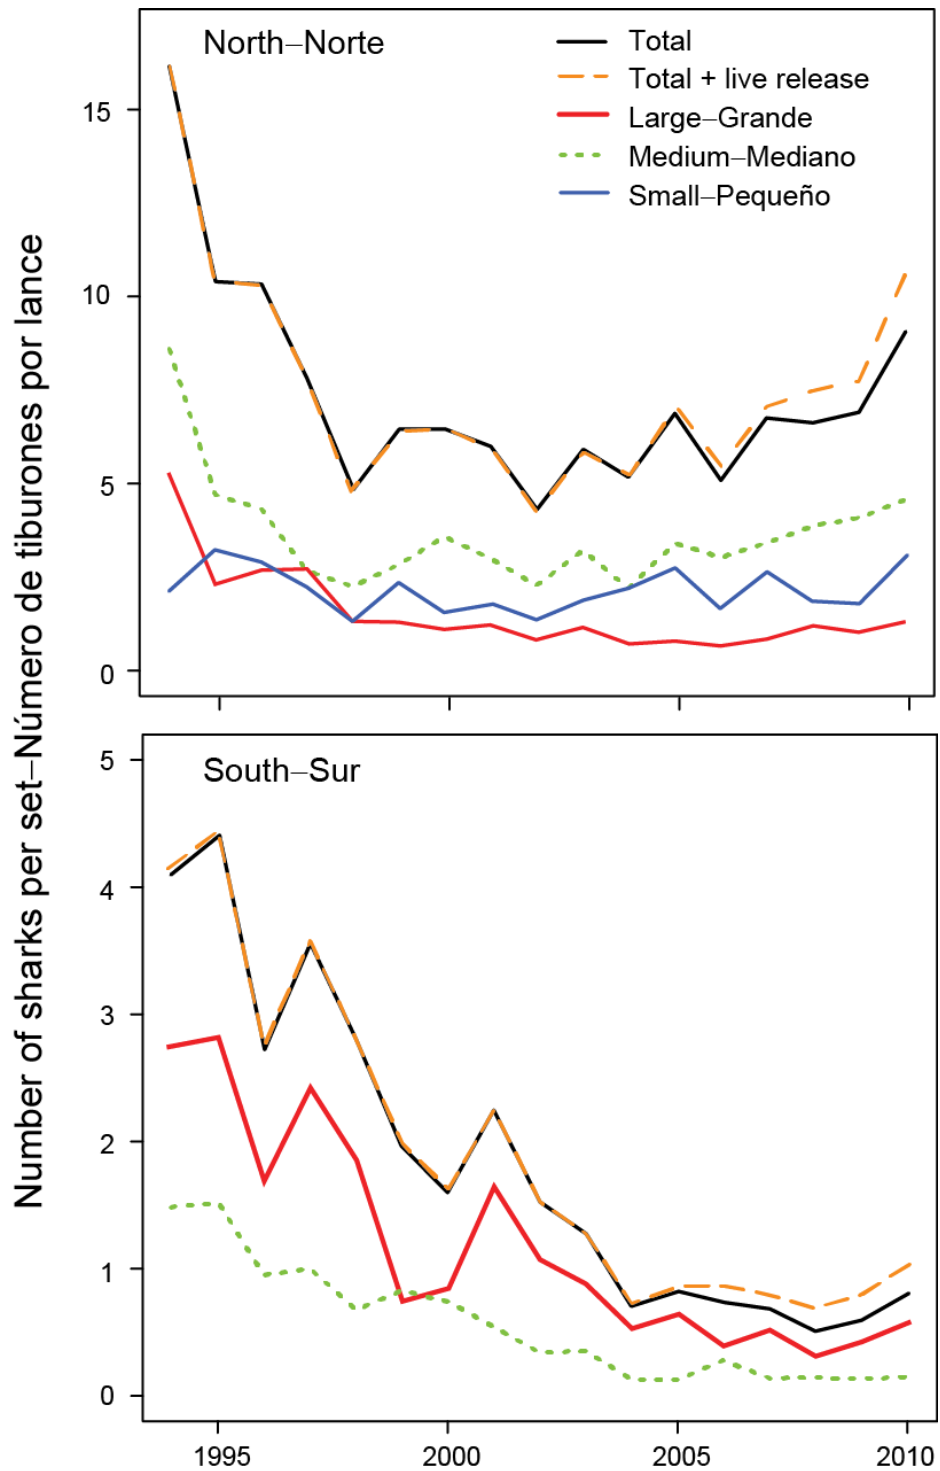 Number of sharks per set–Número de tiburones por lance
North–Norte
Total
Total + live release
Large–Grande
Medium–Mediano
Small–Pequeño
15
10
5
0
South–Sur
5
4
3
2
1
0
1995 2000 2005 2010